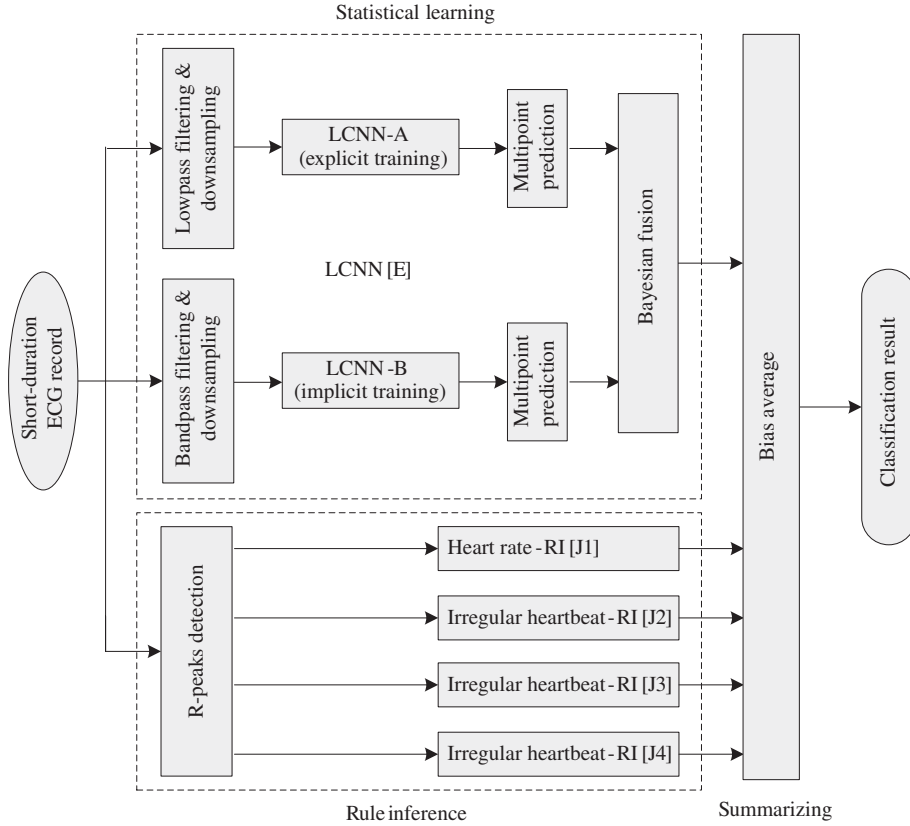 Statistical learning
Short-duration
ECG record
Lowpass filtering &
downsampling
LCNN-A
(explicit training)
Multipoint
prediction
LCNN [E]
Bandpass filtering &
downsampling
LCNN -B
(implicit training)
Multipoint
prediction
Bayesian fusion
R-peaks detection
Heart rate -RI [J1]
Irregular heartbeat -RI [J2]
Irregular heartbeat -RI [J3]
Irregular heartbeat -RI [J4]
Rule inference
Bias average
Summarizing
Classification result